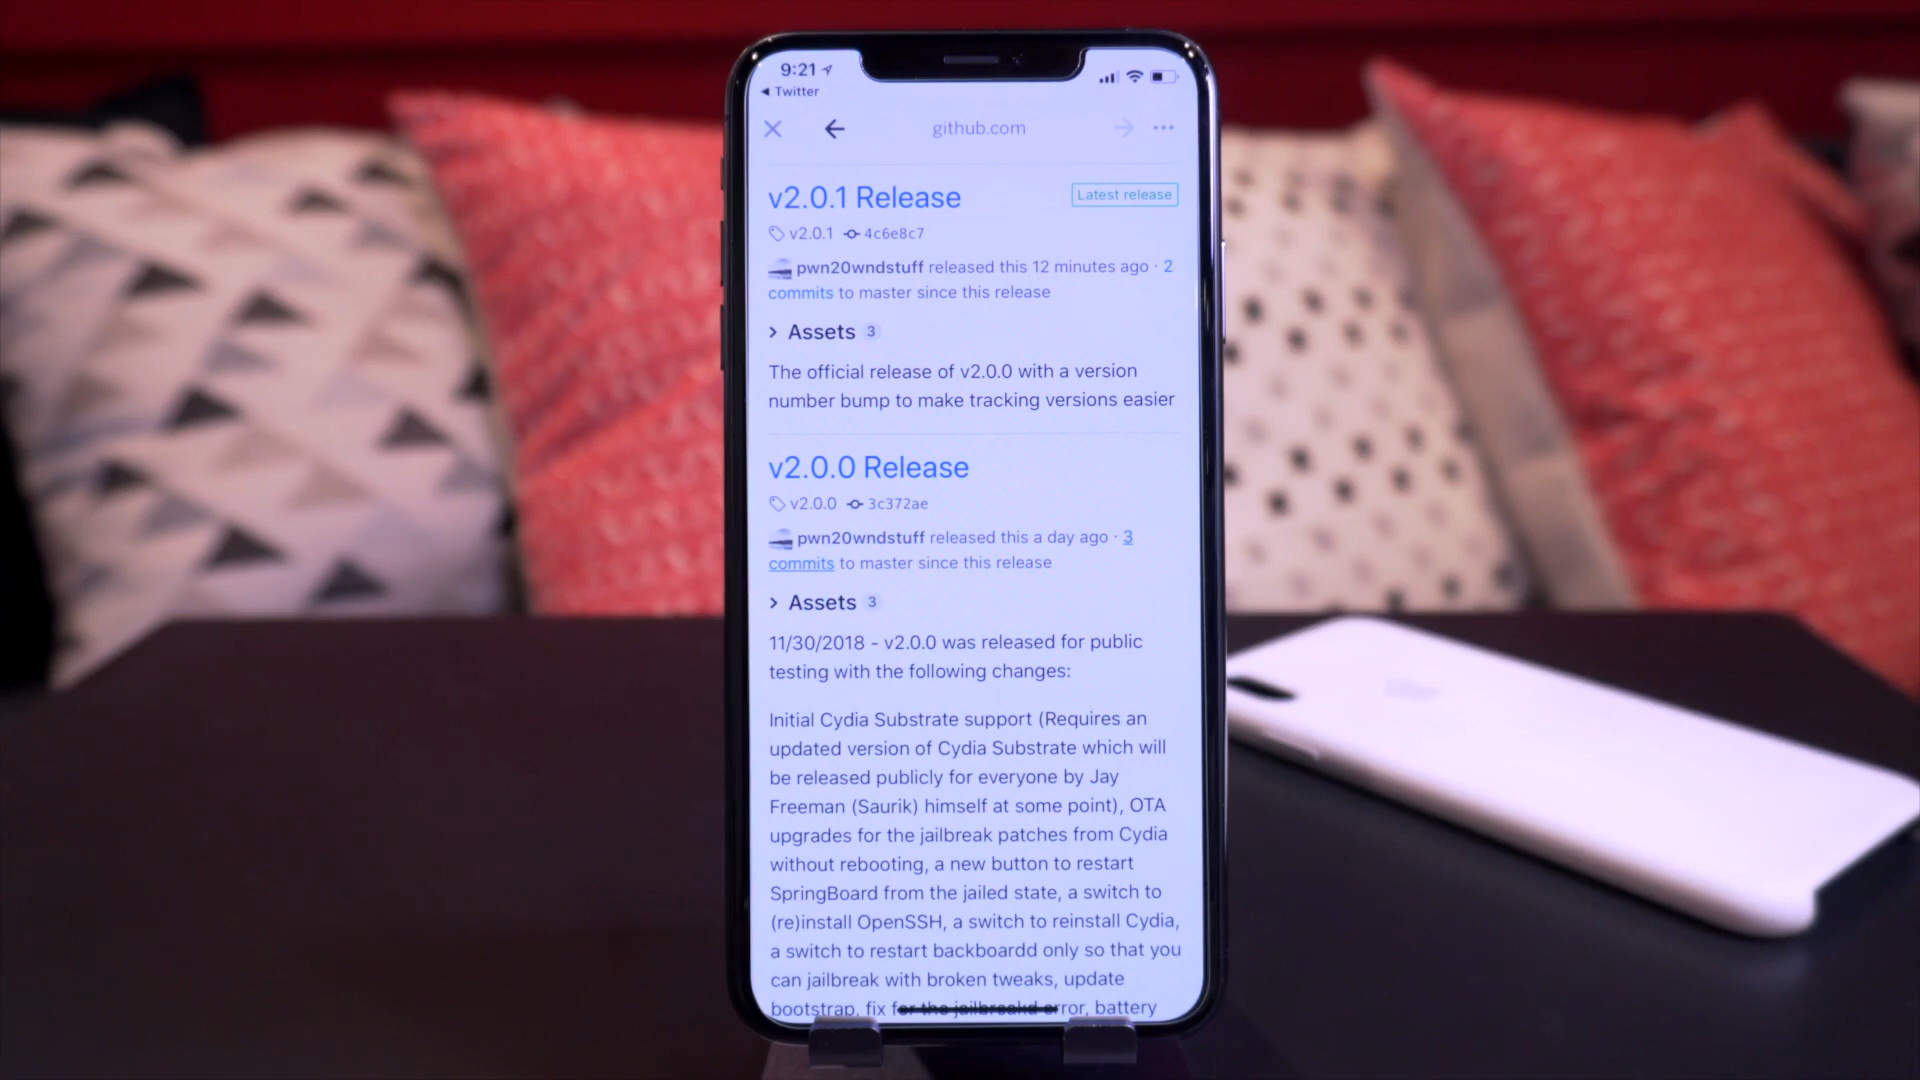 9:21
◀ Twitter
github.com
v2.0.1 Release
Latest release
v2.0.1 4c6e8c7
pwn20wndstuff released this 12 minutes ago · 2
commits to master since this release
Assets 3
The official release of v2.0.0 with a version
number bump to make tracking versions easier
v2.0.0 Release
v2.0.0 3c372ae
pwn20wndstuff released this a day ago · 3
commits to master since this release
Assets 3
11/30/2018 - v2.0.0 was released for public
testing with the following changes:
Initial Cydia Substrate support (Requires an
updated version of Cydia Substrate which will
be released publicly for everyone by Jay
Freeman (Saurik) himself at some point), OTA
upgrades for the jailbreak patches from Cydia
without rebooting, a new button to restart
SpringBoard from the jailed state, a switch to
(re)install OpenSSH, a switch to reinstall Cydia,
a switch to restart backboardd only so that you
can jailbreak with broken tweaks, update
bootstrap, fix for the jailbreakd error, battery